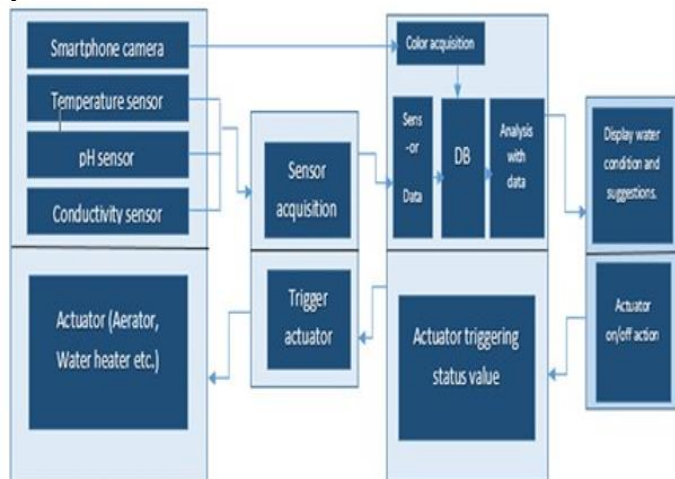 Smartphone camera
Temperature sensor
pH sensor
Conductivity sensor
Sensor
acquisition
Color acquisition
Sens
-or
Data
DB
Analysis
with
data
Display water
condition and
suggestions.
Actuator (Aerator,
Water heater etc.)
Trigger
actuator
Actuator triggering
status value
Actuator
on/off action